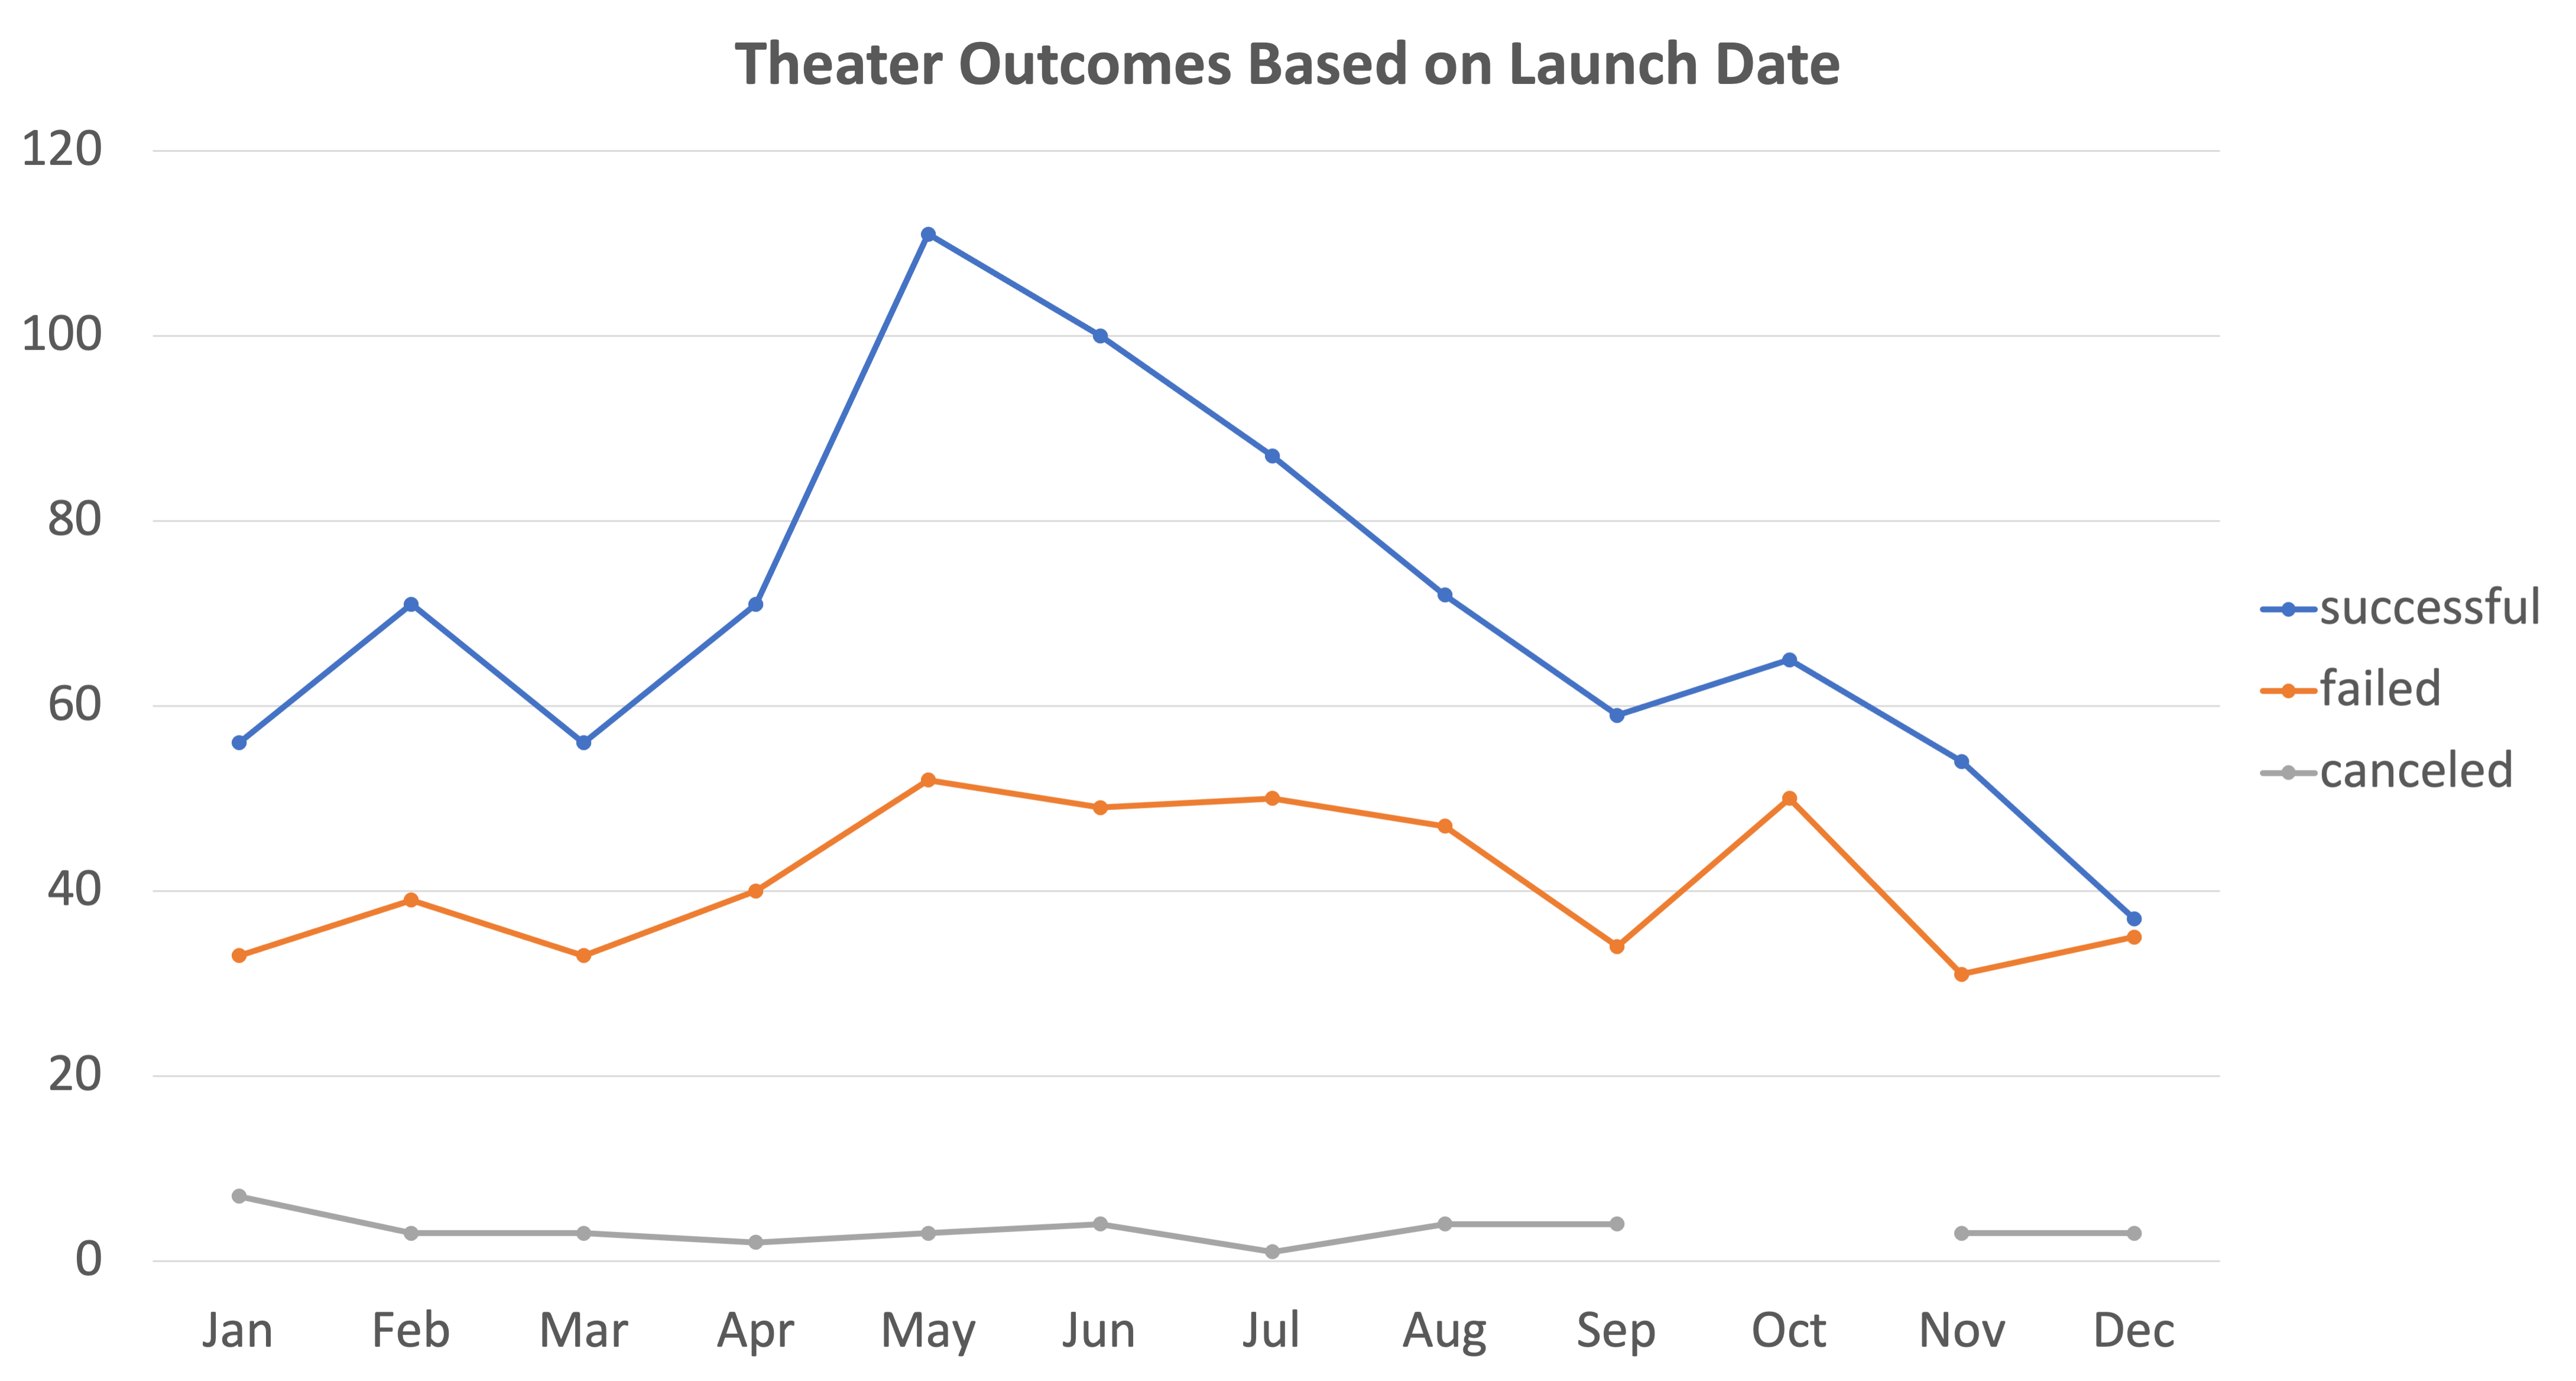 Theater Outcomes Based on Launch Date
120
100
80
60
40
20
0
Jan Feb Mar Apr May Jun Jul Aug Sep Oct Nov Dec
successful
failed
canceled